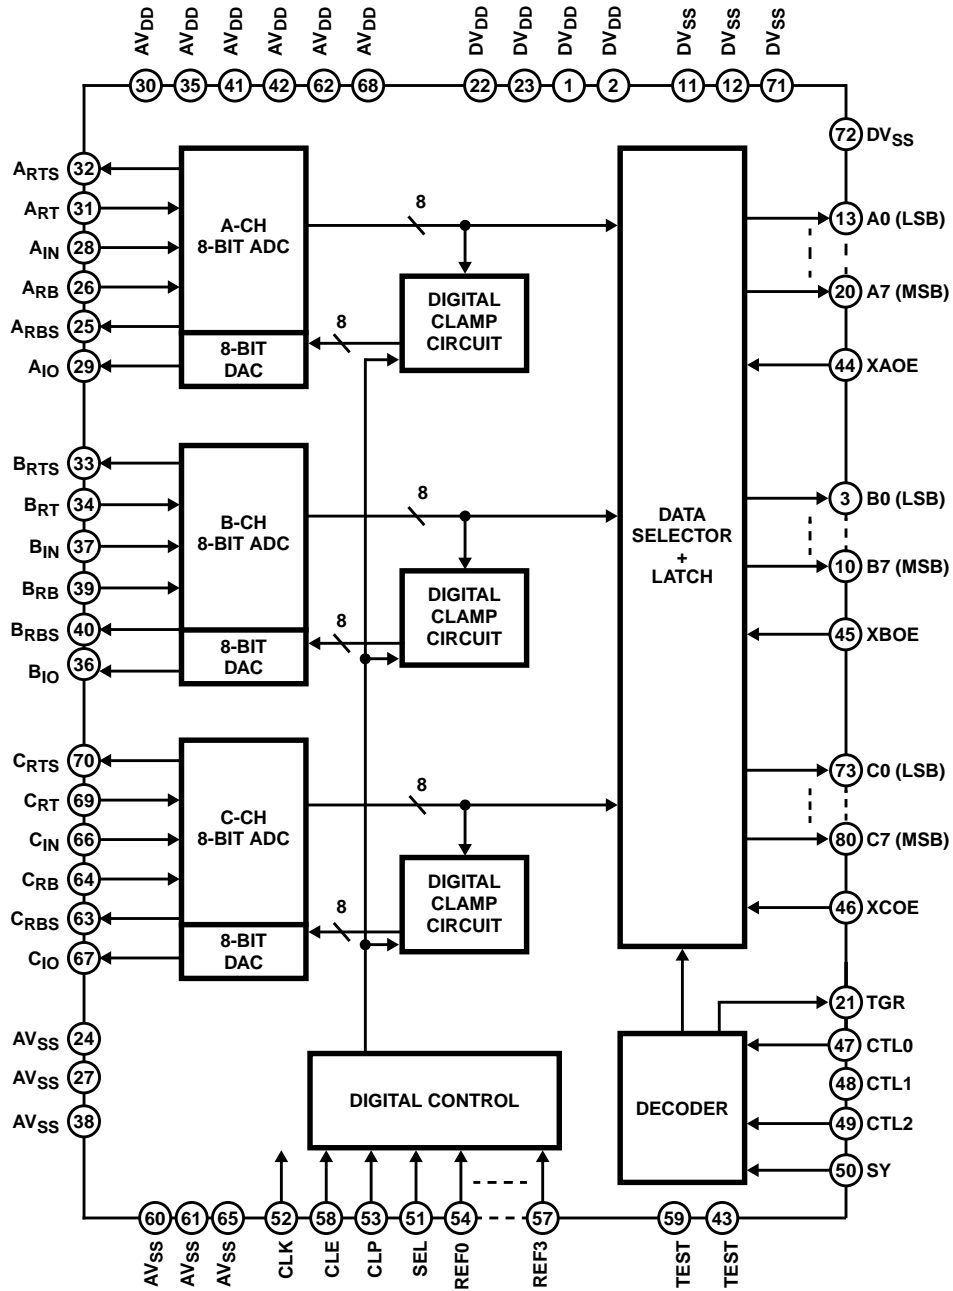 AVDD AVDD AVDD AVDD AVDD AVDD DVDD DVDD DVDD DVDD DVSS DVSS DVSS
30 35 41 42 62 68 22 23 1 2 11 12 71
72 DVSS
ARTS 32
ART 31
AIN 28
ARB 26
ARBS 25
AIO 29
A-CH
8-BIT ADC
8-BIT
DAC
8
8
DIGITAL
CLAMP
CIRCUIT
13 A0 (LSB)
20 A7 (MSB)
44 XAOE
BRTS 33
BRT 34
BIN 37
BRB 39
BRBS 40
BIO 36
B-CH
8-BIT ADC
8-BIT
DAC
8
8
DIGITAL
CLAMP
CIRCUIT
DATA
SELECTOR
+
LATCH
3 B0 (LSB)
10 B7 (MSB)
45 XBOE
CRTS 70
CRT 69
CIN 66
CRB 64
CRBS 63
CIO 67
C-CH
8-BIT ADC
8-BIT
DAC
8
8
DIGITAL
CLAMP
CIRCUIT
73 C0 (LSB)
80 C7 (MSB)
46 XCOE
AVSS 24
AVSS 27
AVSS 38
DIGITAL CONTROL
DECODER
21 TGR
47 CTL0
48 CTL1
49 CTL2
50 SY
60 61 65 52 58 53 51 54 57 59 43
AVSS AVSS AVSS CLK CLE CLP SEL REF0 REF3 TEST TEST